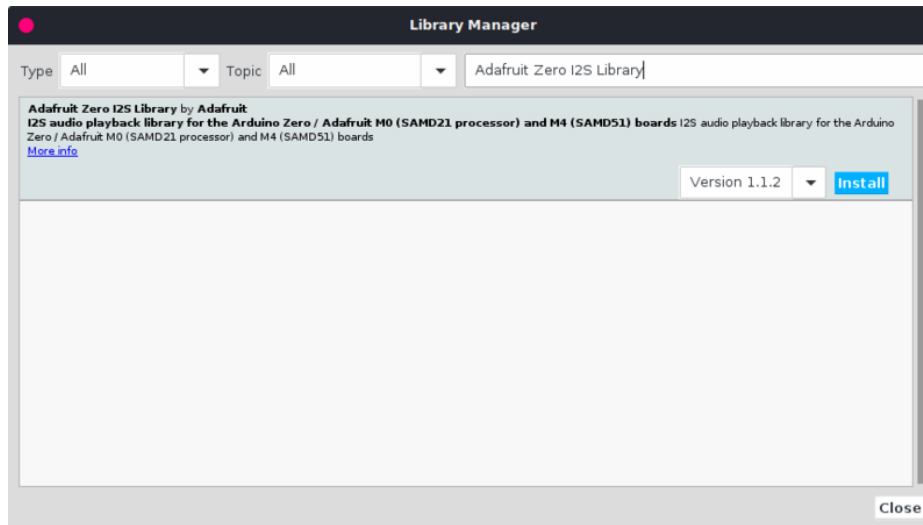 Library Manager
Type All Topic All Adafruit Zero I2S Library
Adafruit Zero I2S Library by Adafruit
I2S audio playback library for the Arduino Zero / Adafruit M0 (SAMD21 processor) and M4 (SAMD51) boards I2S audio playback library for the Arduino
Zero / Adafruit M0 (SAMD21 processor) and M4 (SAMD51) boards
More info
Version 1.1.2 Install
Close